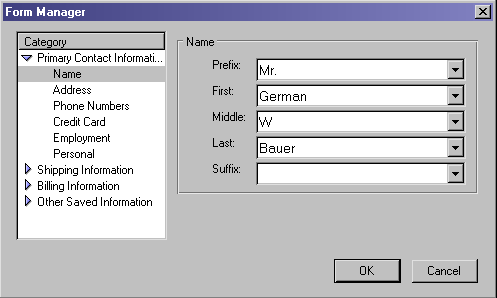 Form Manager
Category
Primary Contact Informati...
Name
Address
Phone Numbers
Credit Card
Employment
Personal
Shipping Information
Billing Information
Other Saved Information
Name
Prefix: Mr.
First: German
Middle: W
Last: Bauer
Suffix:
OK Cancel